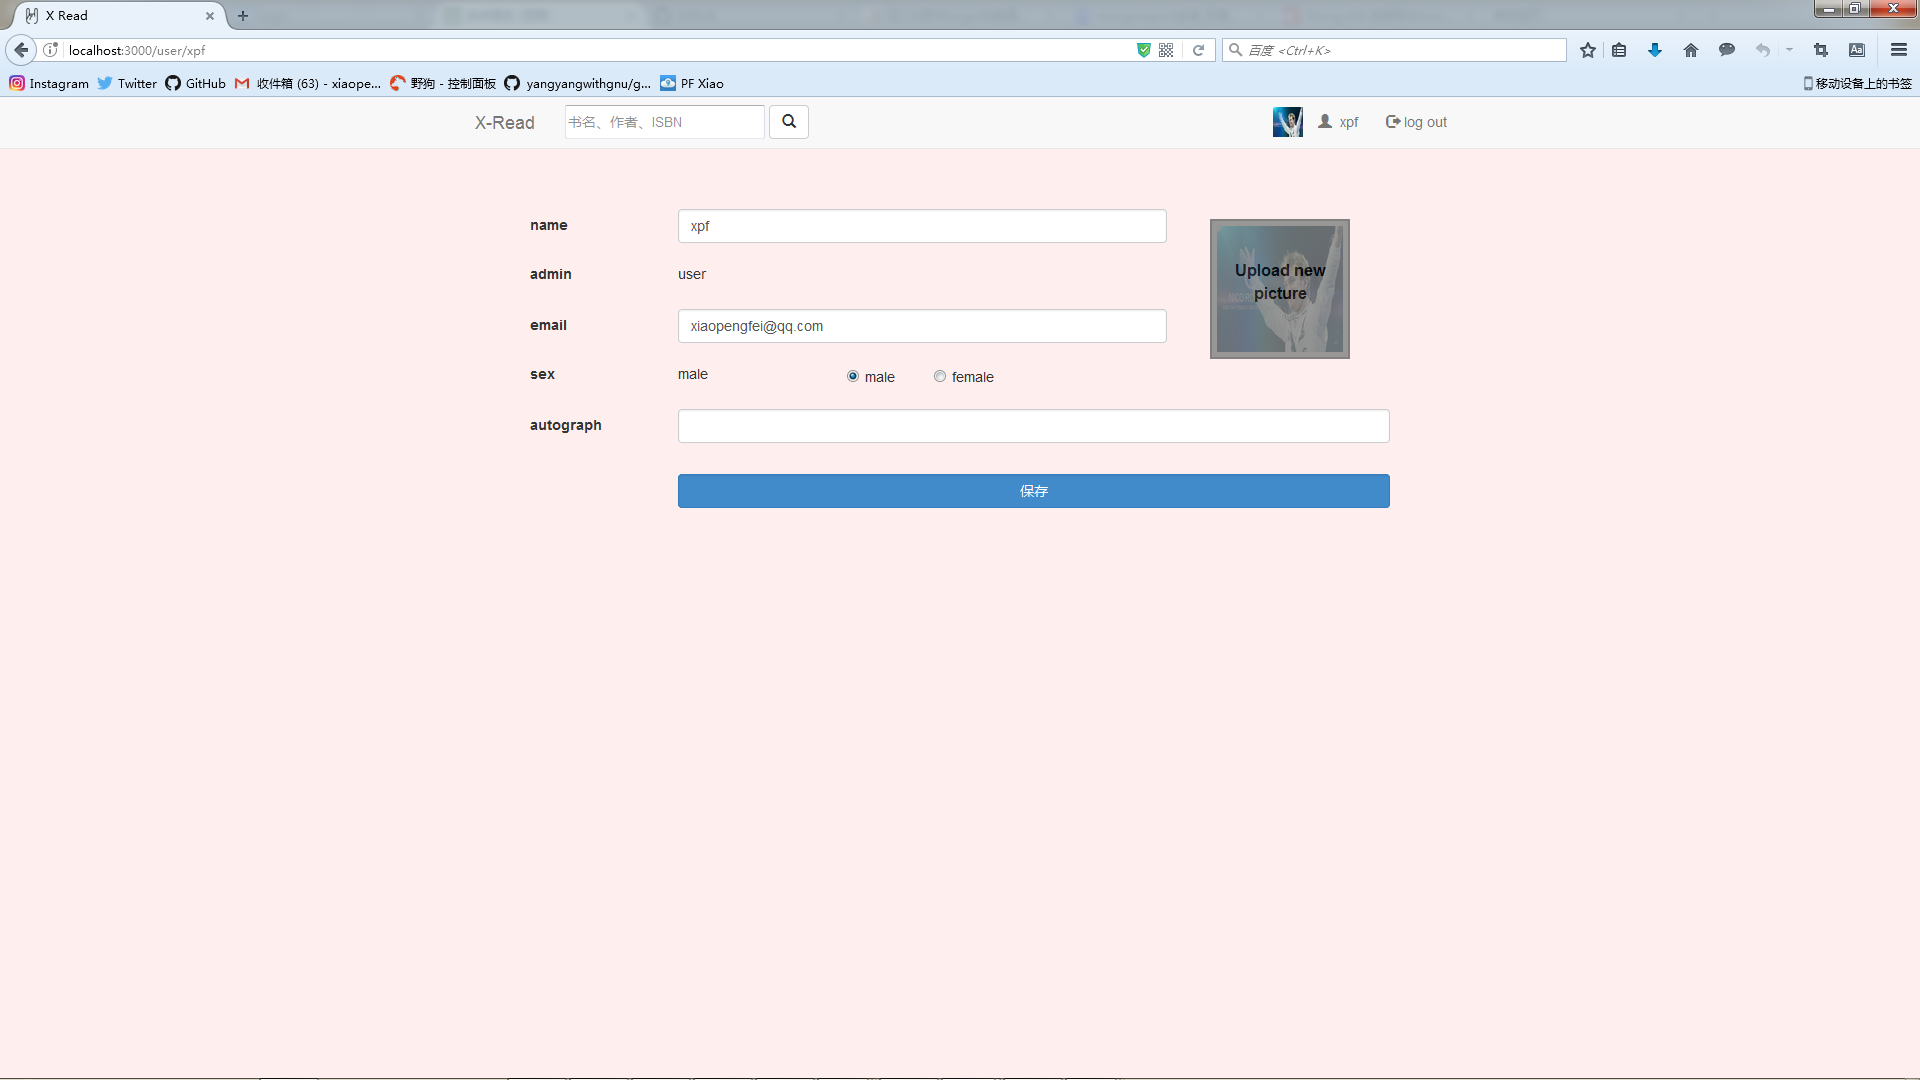 X Read
localhost:3000/user/xpf
百度 <Ctrl+K>
Instagram
Twitter
GitHub
收件箱 (63) - xiaope...
野狗 - 控制面板
yangyangwithgnu/g...
PF Xiao
移动设备上的书签
X-Read
书名、作者、ISBN
xpf
log out
name
xpf
Upload new
picture
admin
user
email
xiaopengfei@qq.com
sex
male
male
female
autograph
保存